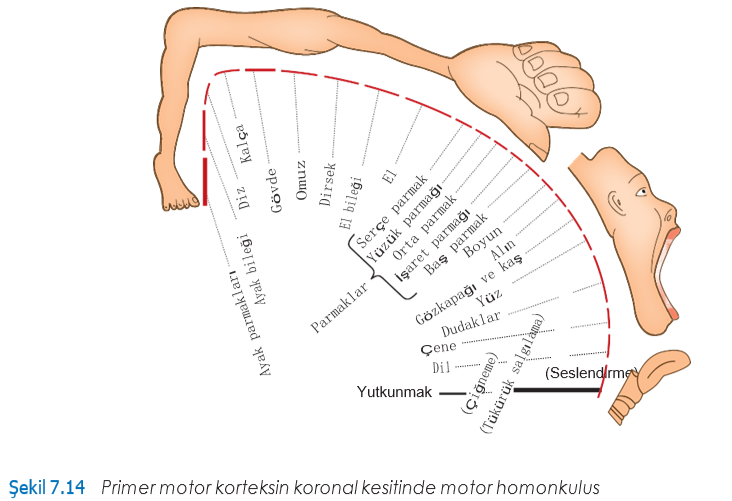 Ayak parmakları
Ayak bileği
Diz
Kalça
Gövde
Omuz
Dirsek
El bileği
El
Serçe parmak
Yüzük parmağı
Orta parmak
İşaret parmağı
Baş parmak
Parmaklar
Boyun
Alın
Gözkapağı ve kaş
Yüz
Dudaklar
Çene
Dil
Yutkunmak
(Çiğneme)
(Tükürük salgılama)
(Seslendirme)
Şekil 7.14 Primer motor korteksin koronal kesitinde motor homonkulus